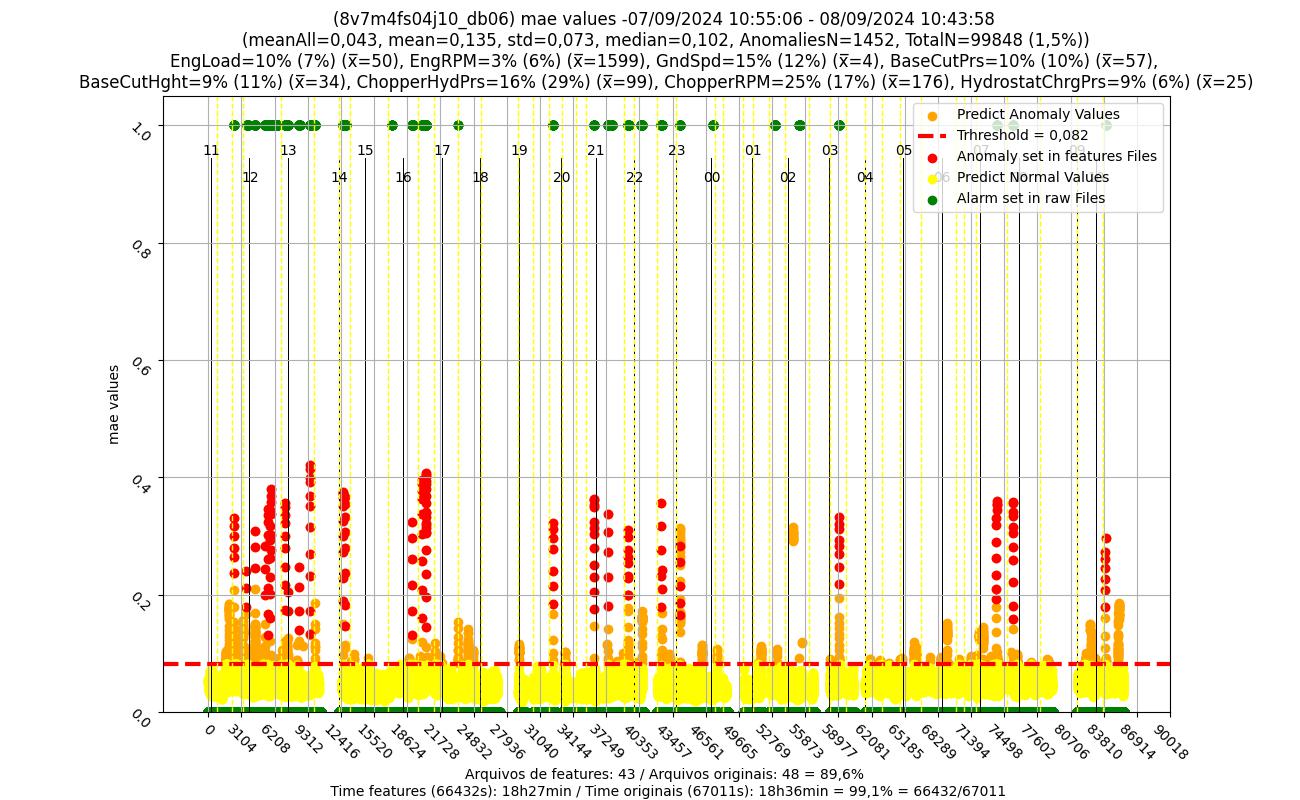 (8v7m4fs04j10_db06) mae values -07/09/2024 10:55:06 - 08/09/2024 10:43:58
(meanAll=0,043, mean=0,135, std=0,073, median=0,102, AnomaliesN=1452, TotalN=99848 (1,5%))
EngLoad=10% (7%) (x̅=50), EngRPM=3% (6%) (x̅=1599), GndSpd=15% (12%) (x̅=4), BaseCutPrs=10% (10%) (x̅=57),
BaseCutHght=9% (11%) (x̅=34), ChopperHydPrs=16% (29%) (x̅=99), ChopperRPM=25% (17%) (x̅=176), HydrostatChrgPrs=9% (6%) (x̅=25)
Predict Anomaly Values
Trhreshold = 0,082
Anomaly set in features Files
Predict Normal Values
Alarm set in raw Files
11 13 15 17 19 21 23 01 03 05 07 09
12 14 16 18 20 22 00 02 04 06
mae values
1.0
0.8
0.6
0.4
0.2
0.0
0 3104 6208 9312 12416 15520 18624 21728 24832 27936 31040 34144 37249 40353 43457 46561 49665 52769 55873 58977 62081 65185 68289 71394 74498 77602 80706 83810 86914 90018
Arquivos de features: 43 / Arquivos originais: 48 = 89,6%
Time features (66432s): 18h27min / Time originais (67011s): 18h36min = 99,1% = 66432/67011